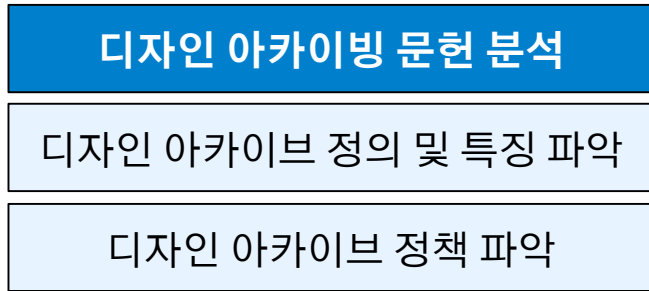 디자인 아카이빙 문헌 분석
디자인 아카이브 정의 및 특징 파악
디자인 아카이브 정책 파악